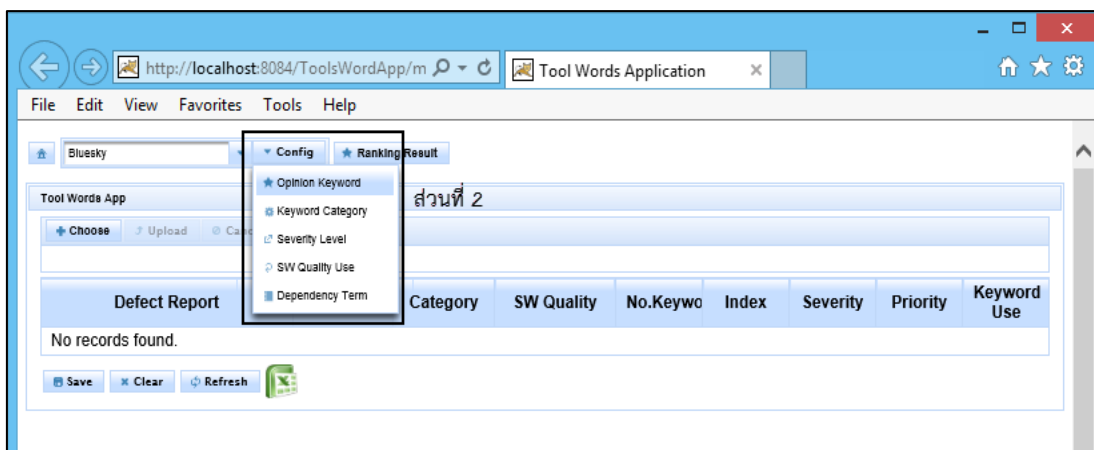 http://localhost:8084/ToolsWordApp/m
Tool Words Application
File Edit View Favorites Tools Help
Bluesky Config Ranking Result
Opinion Keyword
Keyword Category
Severity Level
SW Quality Use
Dependency Term
ส่วนที่ 2
Tool Words App
Choose Upload
Defect Report Category SW Quality No.Keywo Index Severity Priority Keyword Use
No records found.
Save Clear Refresh